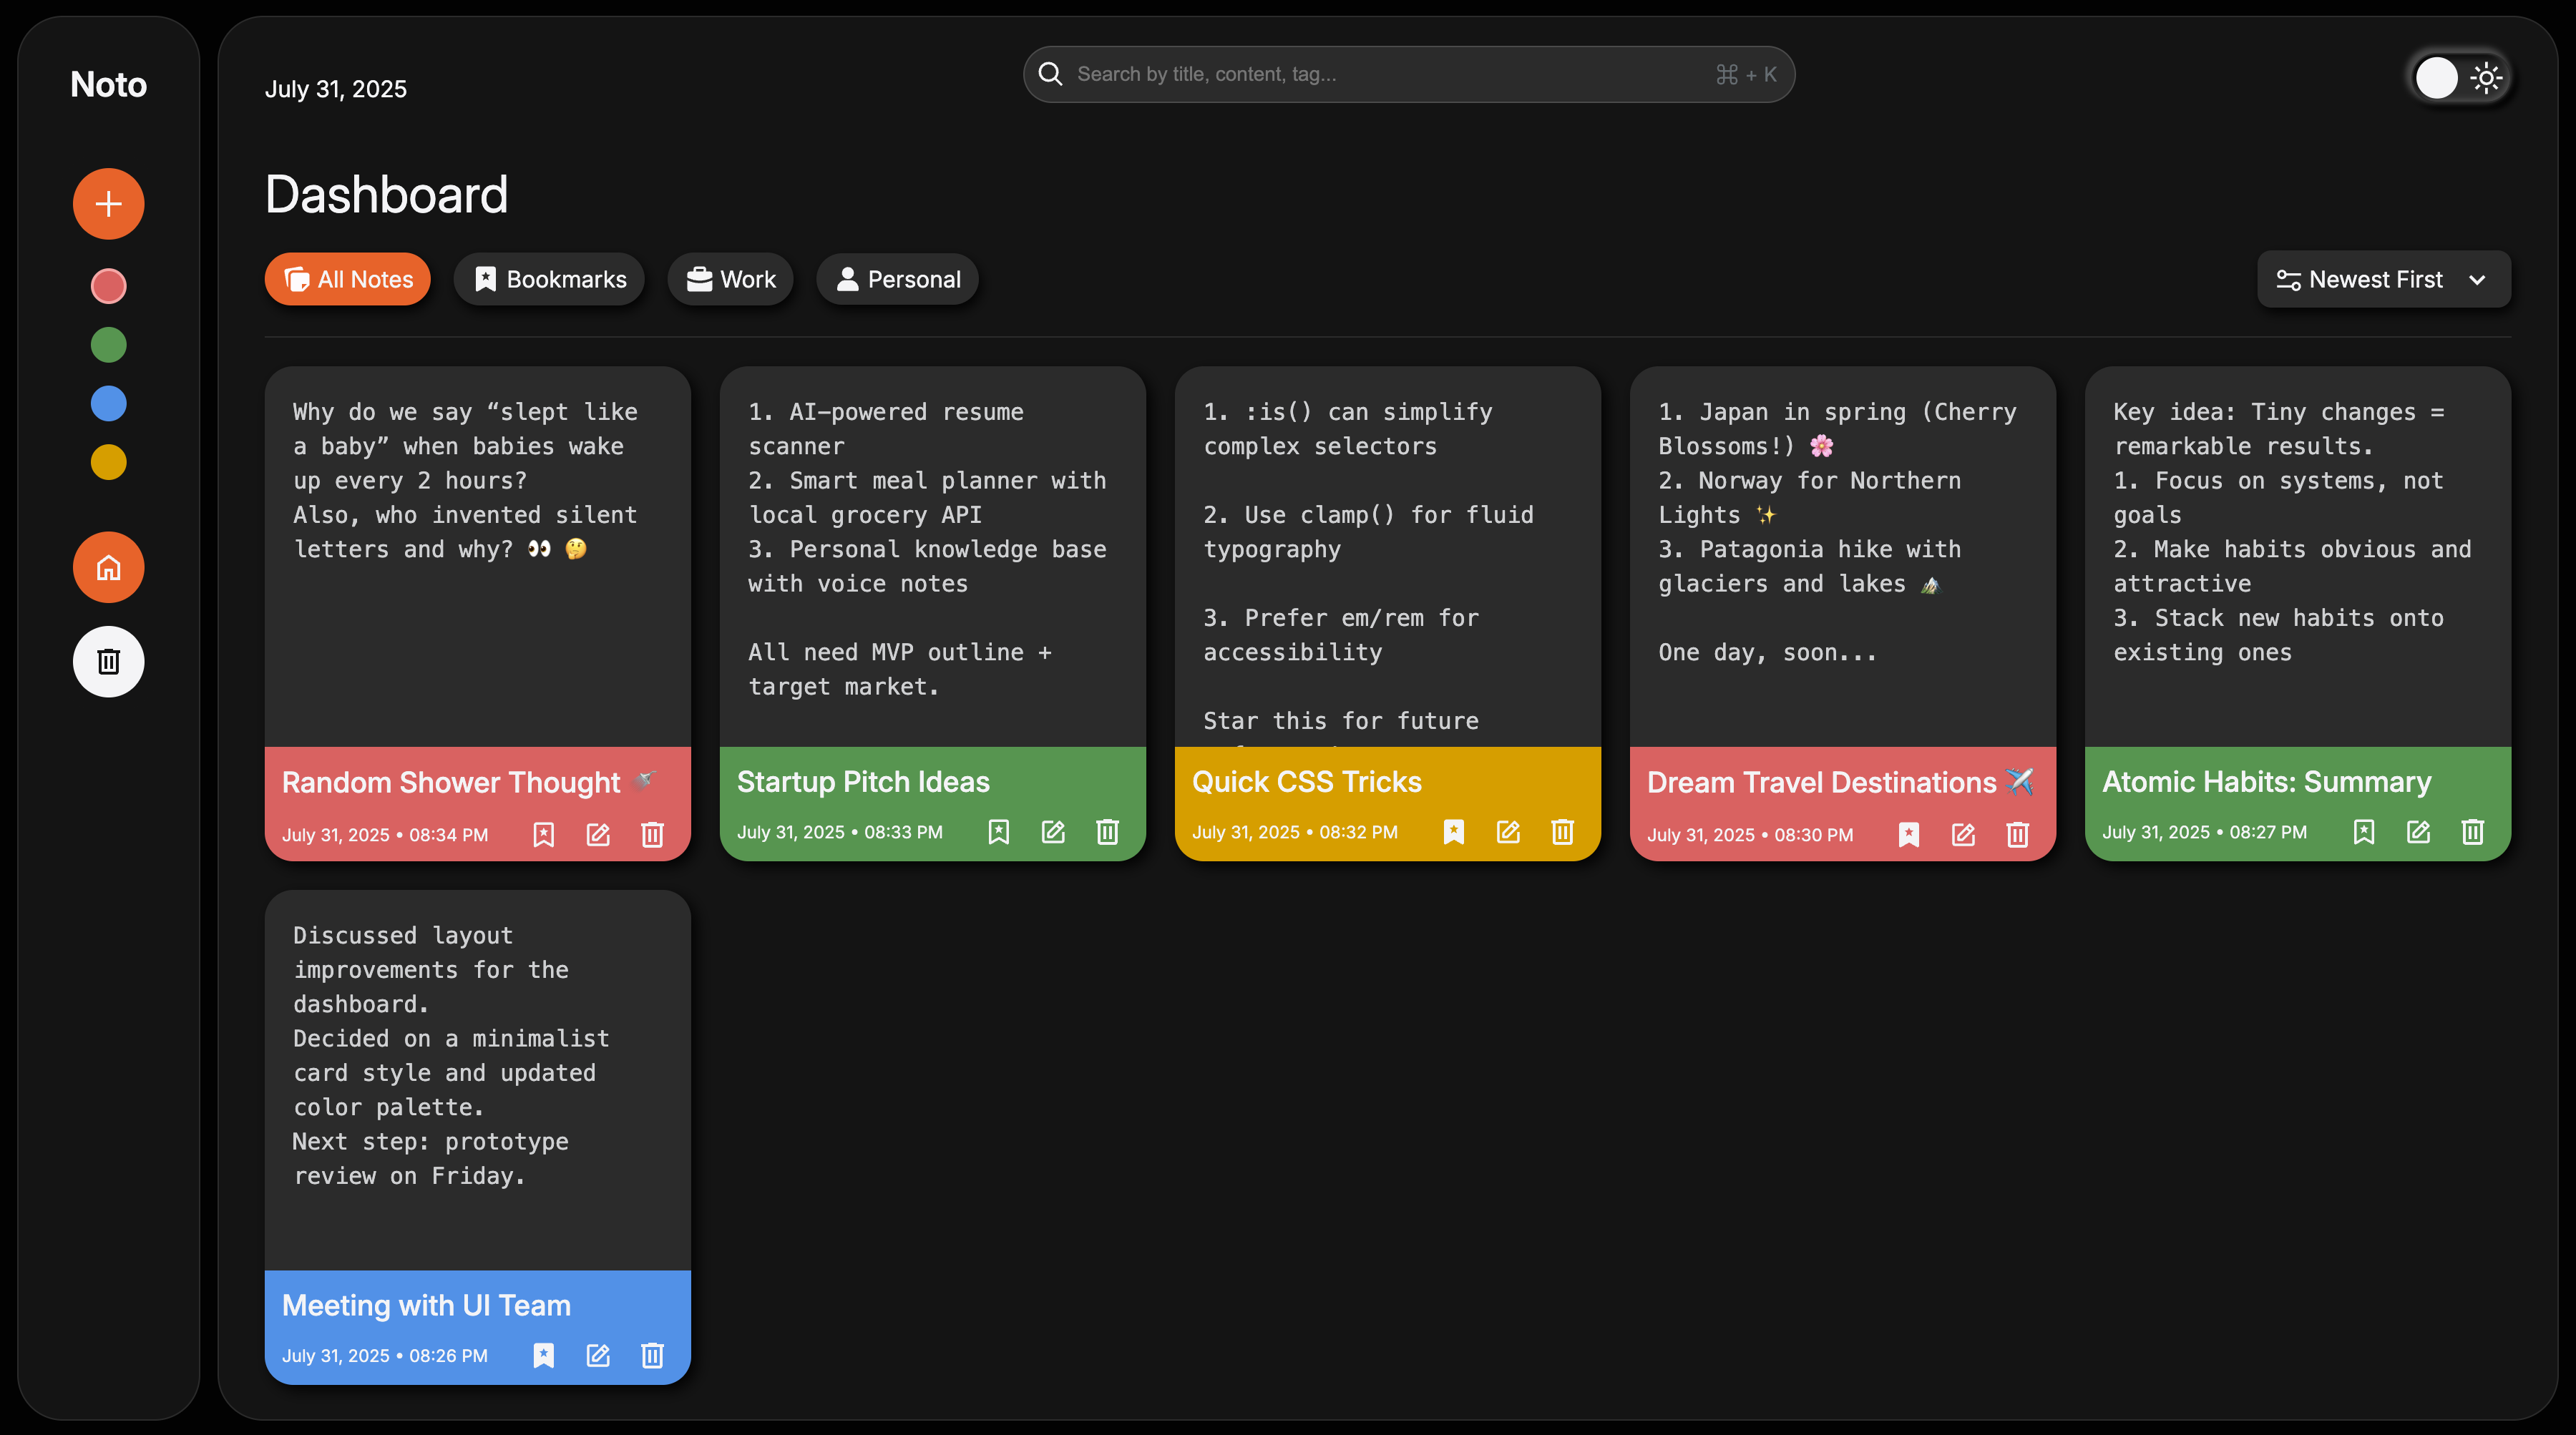 Noto
July 31, 2025
Search by title, content, tag...
⌘ + K
Dashboard
All Notes
Bookmarks
Work
Personal
Newest First
Why do we say “slept like
a baby” when babies wake
up every 2 hours?
Also, who invented silent
letters and why? 👀 🤔
Random Shower Thought 🚿
July 31, 2025 • 08:34 PM
1. AI-powered resume
scanner
2. Smart meal planner with
local grocery API
3. Personal knowledge base
with voice notes
All need MVP outline +
target market.
Startup Pitch Ideas
July 31, 2025 • 08:33 PM
1. :is() can simplify
complex selectors
2. Use clamp() for fluid
typography
3. Prefer em/rem for
accessibility
Star this for future
Quick CSS Tricks
July 31, 2025 • 08:32 PM
1. Japan in spring (Cherry
Blossoms!) 🌸
2. Norway for Northern
Lights ✨
3. Patagonia hike with
glaciers and lakes 🏔️
One day, soon...
Dream Travel Destinations ✈️
July 31, 2025 • 08:30 PM
Key idea: Tiny changes =
remarkable results.
1. Focus on systems, not
goals
2. Make habits obvious and
attractive
3. Stack new habits onto
existing ones
Atomic Habits: Summary
July 31, 2025 • 08:27 PM
Discussed layout
improvements for the
dashboard.
Decided on a minimalist
card style and updated
color palette.
Next step: prototype
review on Friday.
Meeting with UI Team
July 31, 2025 • 08:26 PM